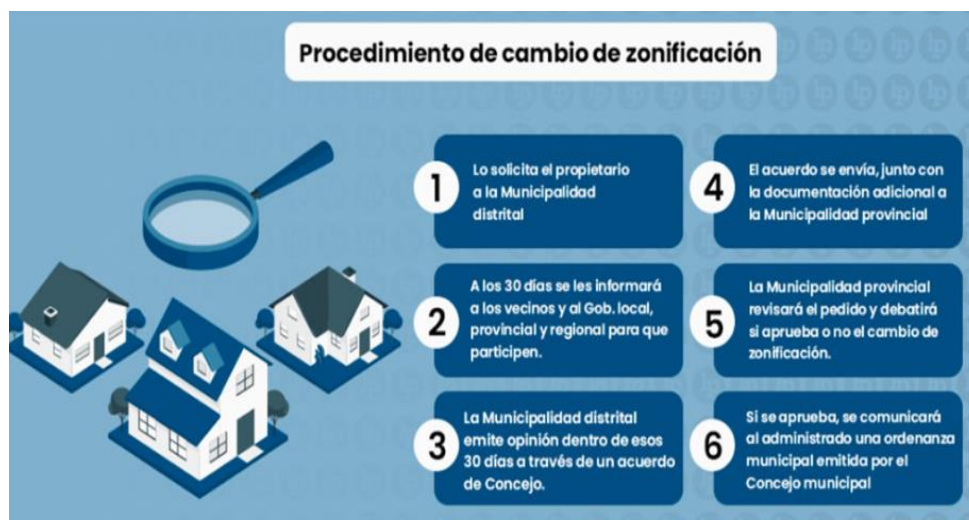 Procedimiento de cambio de zonificación
1
Lo solicita el propietario
a la Municipalidad
distrital
2
A los 30 días se les informará
a los vecinos y al Gob. local,
provincial y regional para que
participen.
3
La Municipalidad distrital
emite opinión dentro de esos
30 días a través de un acuerdo
de Concejo.
4
El acuerdo se envía, junto con
la documentación adicional a
la Municipalidad provincial
5
La Municipalidad provincial
revisará el pedido y debatirá
si aprueba o no el cambio de
zonificación.
6
Si se aprueba, se comunicará
al administrado una ordenanza
municipal emitida por el
Concejo municipal